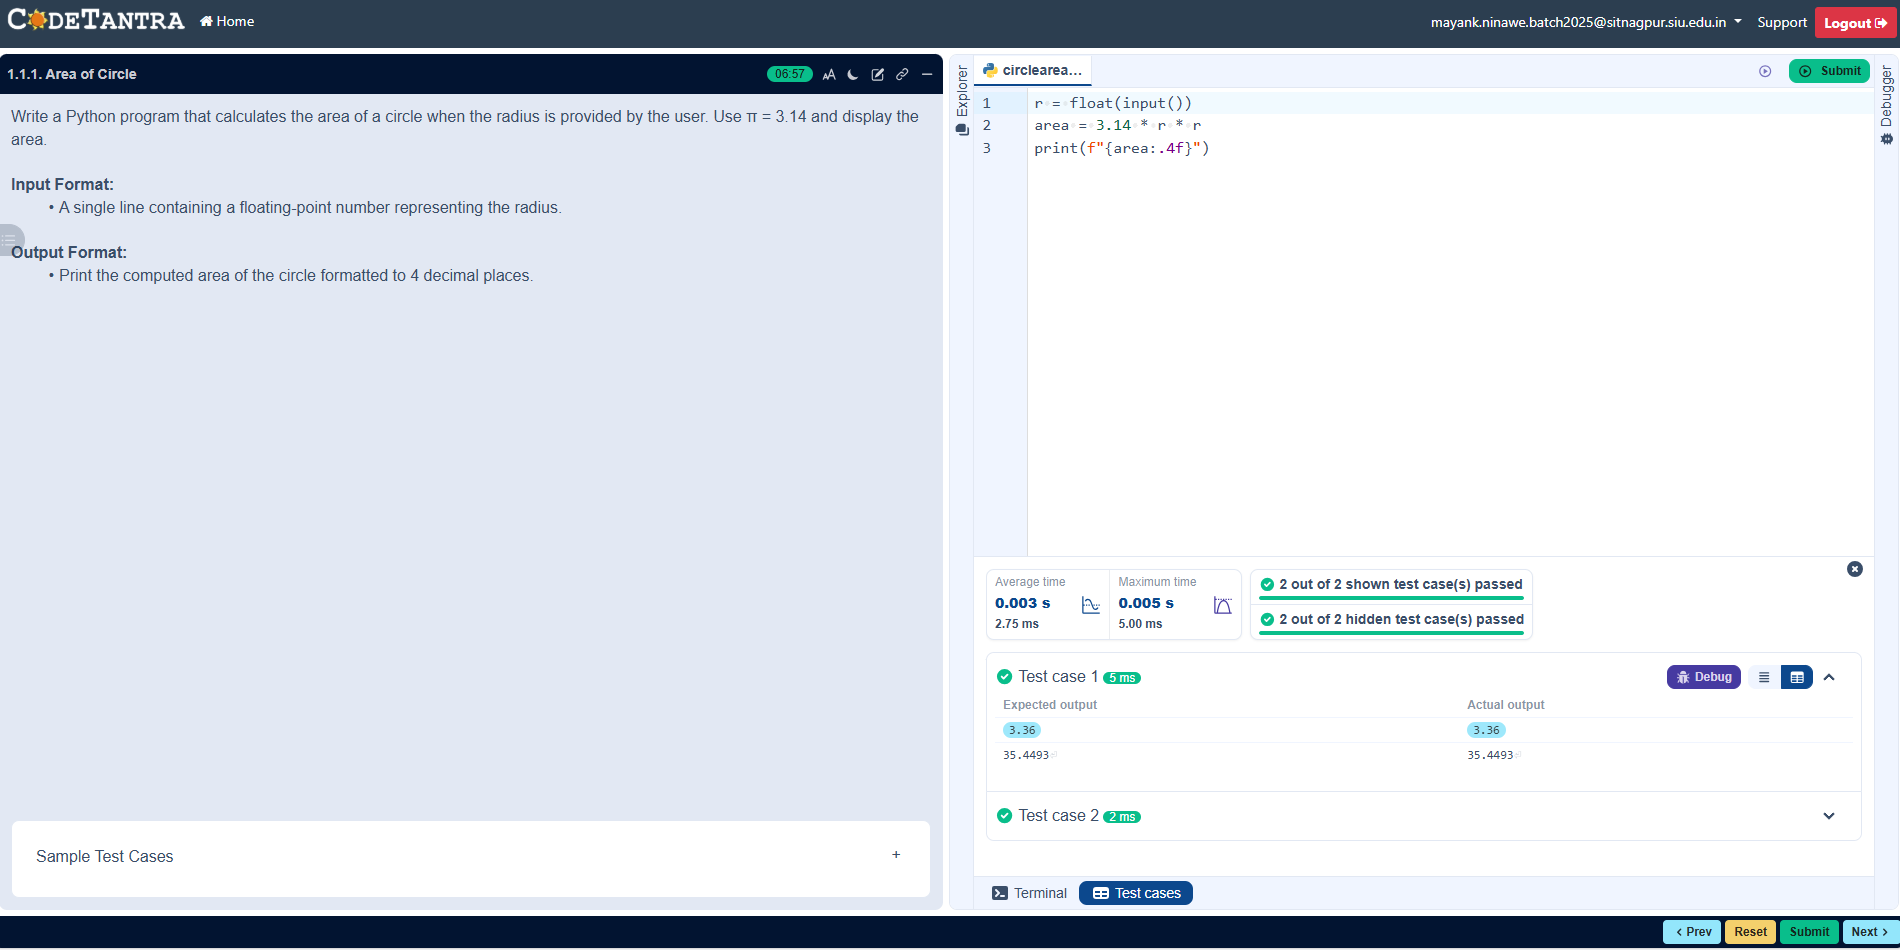 CODETANTRA
Home
mayank.ninawe.batch2025@sitnagpur.siu.edu.in
Support
Logout
1.1.1. Area of Circle
06:57
AA
Write a Python program that calculates the area of a circle when the radius is provided by the user. Use π = 3.14 and display the
area.
Input Format:
• A single line containing a floating-point number representing the radius.
Output Format:
• Print the computed area of the circle formatted to 4 decimal places.
Sample Test Cases
+
Explorer
circlearea...
Submit
Debugger
1 r = float(input())
2 area = 3.14 * r * r
3 print(f"{area:.4f}")
Average time
0.003 s
2.75 ms
Maximum time
0.005 s
5.00 ms
2 out of 2 shown test case(s) passed
2 out of 2 hidden test case(s) passed
Test case 1 5 ms
Debug
Expected output Actual output
3.36 3.36
35.4493 35.4493
Test case 2 2 ms
Terminal
Test cases
< Prev
Reset
Submit
Next >